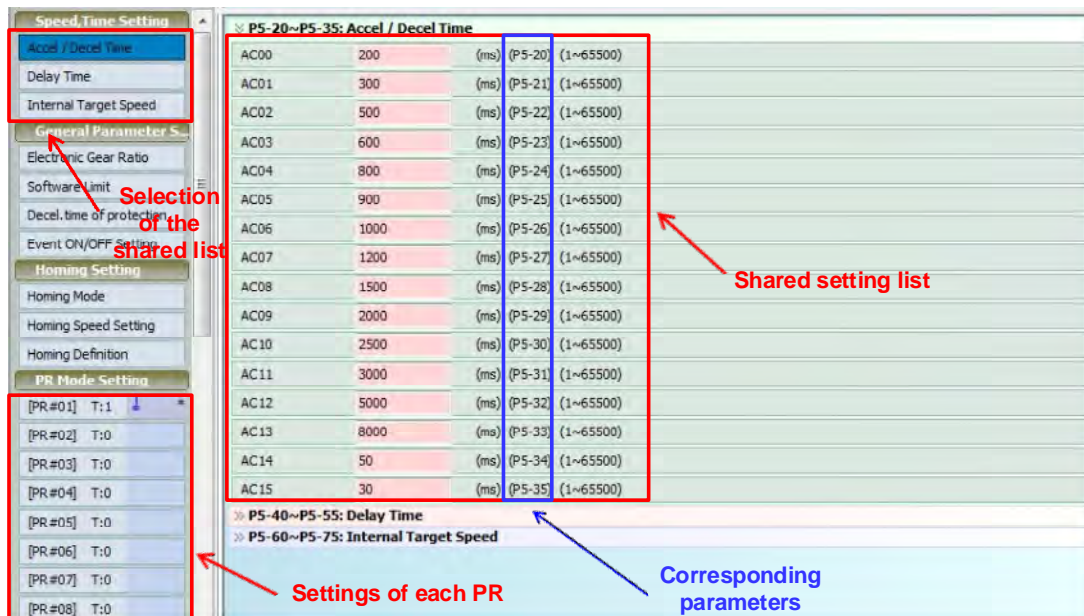 Speed,Time Setting
Accel / Decel Time
Delay Time
Internal Target Speed
General Parameter S...
Electronic Gear Ratio
Software Limit
Decel.time of protection
Event ON/OFF Setting
Homing Setting
Homing Mode
Homing Speed Setting
Homing Definition
PR Mode Setting
[PR#01] T:1 *
[PR#02] T:0
[PR#03] T:0
[PR#04] T:0
[PR#05] T:0
[PR#06] T:0
[PR#07] T:0
[PR#08] T:0
Selection
of the
shared list
P5-20~P5-35: Accel / Decel Time
AC00 200 (ms) (P5-20) (1~65500)
AC01 300 (ms) (P5-21) (1~65500)
AC02 500 (ms) (P5-22) (1~65500)
AC03 600 (ms) (P5-23) (1~65500)
AC04 800 (ms) (P5-24) (1~65500)
AC05 900 (ms) (P5-25) (1~65500)
AC06 1000 (ms) (P5-26) (1~65500)
AC07 1200 (ms) (P5-27) (1~65500)
AC08 1500 (ms) (P5-28) (1~65500)
AC09 2000 (ms) (P5-29) (1~65500)
AC10 2500 (ms) (P5-30) (1~65500)
AC11 3000 (ms) (P5-31) (1~65500)
AC12 5000 (ms) (P5-32) (1~65500)
AC13 8000 (ms) (P5-33) (1~65500)
AC14 50 (ms) (P5-34) (1~65500)
AC15 30 (ms) (P5-35) (1~65500)
P5-40~P5-55: Delay Time
P5-60~P5-75: Internal Target Speed
Shared setting list
Settings of each PR
Corresponding
parameters